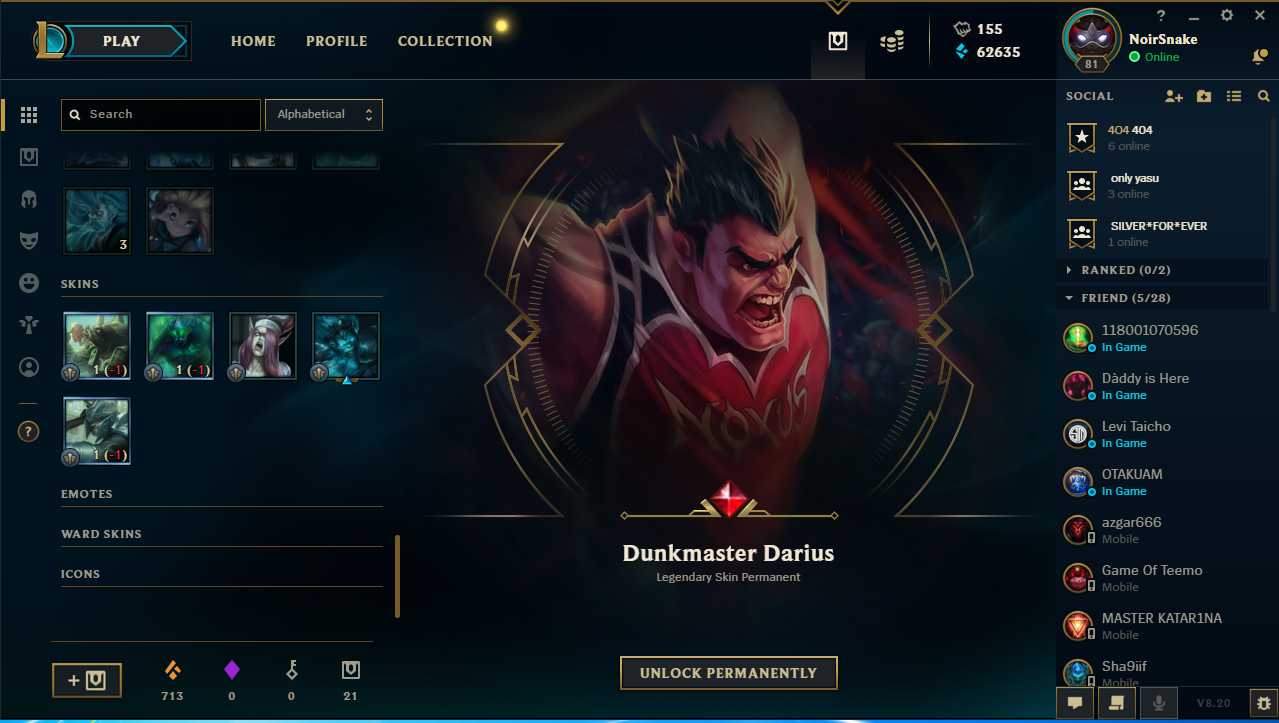 PLAY
HOME
PROFILE
COLLECTION
155
62635
?
81
NoirSnake
Online
Search
Alphabetical
3
SKINS
1 (-1)
1 (-1)
1 (-1)
EMOTES
WARD SKINS
ICONS
?
713
0
0
21
NOXUS
Dunkmaster Darius
Legendary Skin Permanent
UNLOCK PERMANENTLY
SOCIAL
404 404
6 online
only yasu
3 online
SILVER*FOR*EVER
1 online
RANKED (0/2)
FRIEND (5/28)
118001070596
In Game
Dàddy is Here
In Game
Levi Taicho
In Game
OTAKUAM
In Game
azgar666
Mobile
Game Of Teemo
Mobile
MASTER KATAR1NA
Mobile
Sha9iif
Mobile
V8.20